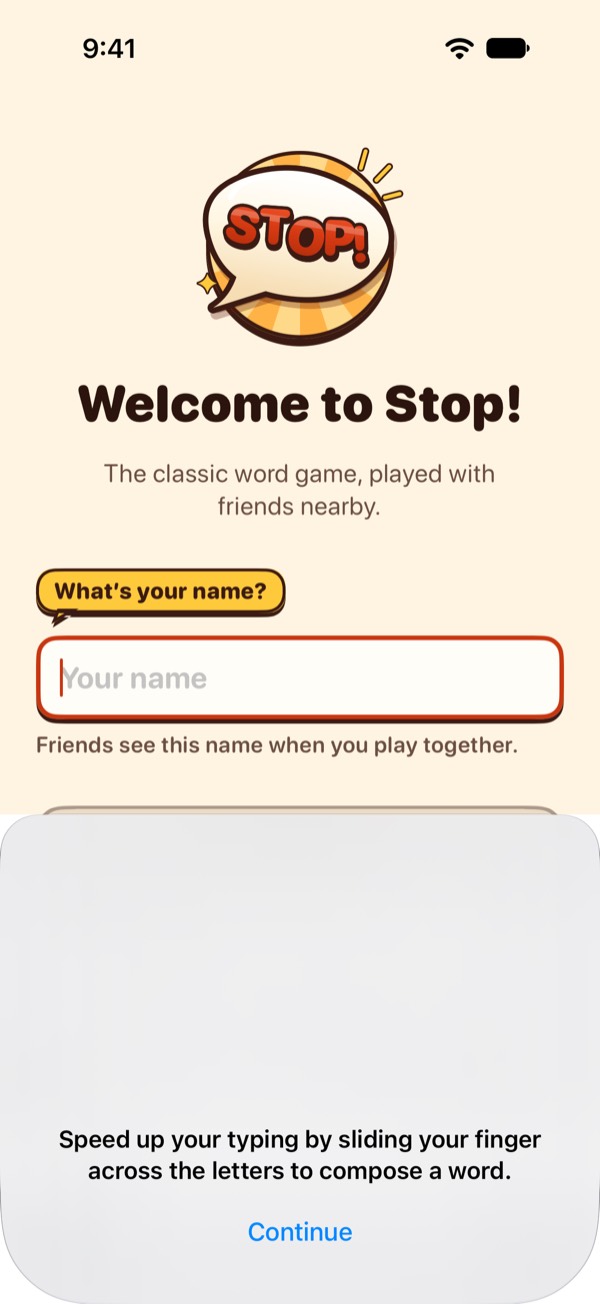 9:41
STOP!
Welcome to Stop!
The classic word game, played with
friends nearby.
What's your name?
Your name
Friends see this name when you play together.
Speed up your typing by sliding your finger
across the letters to compose a word.
Continue